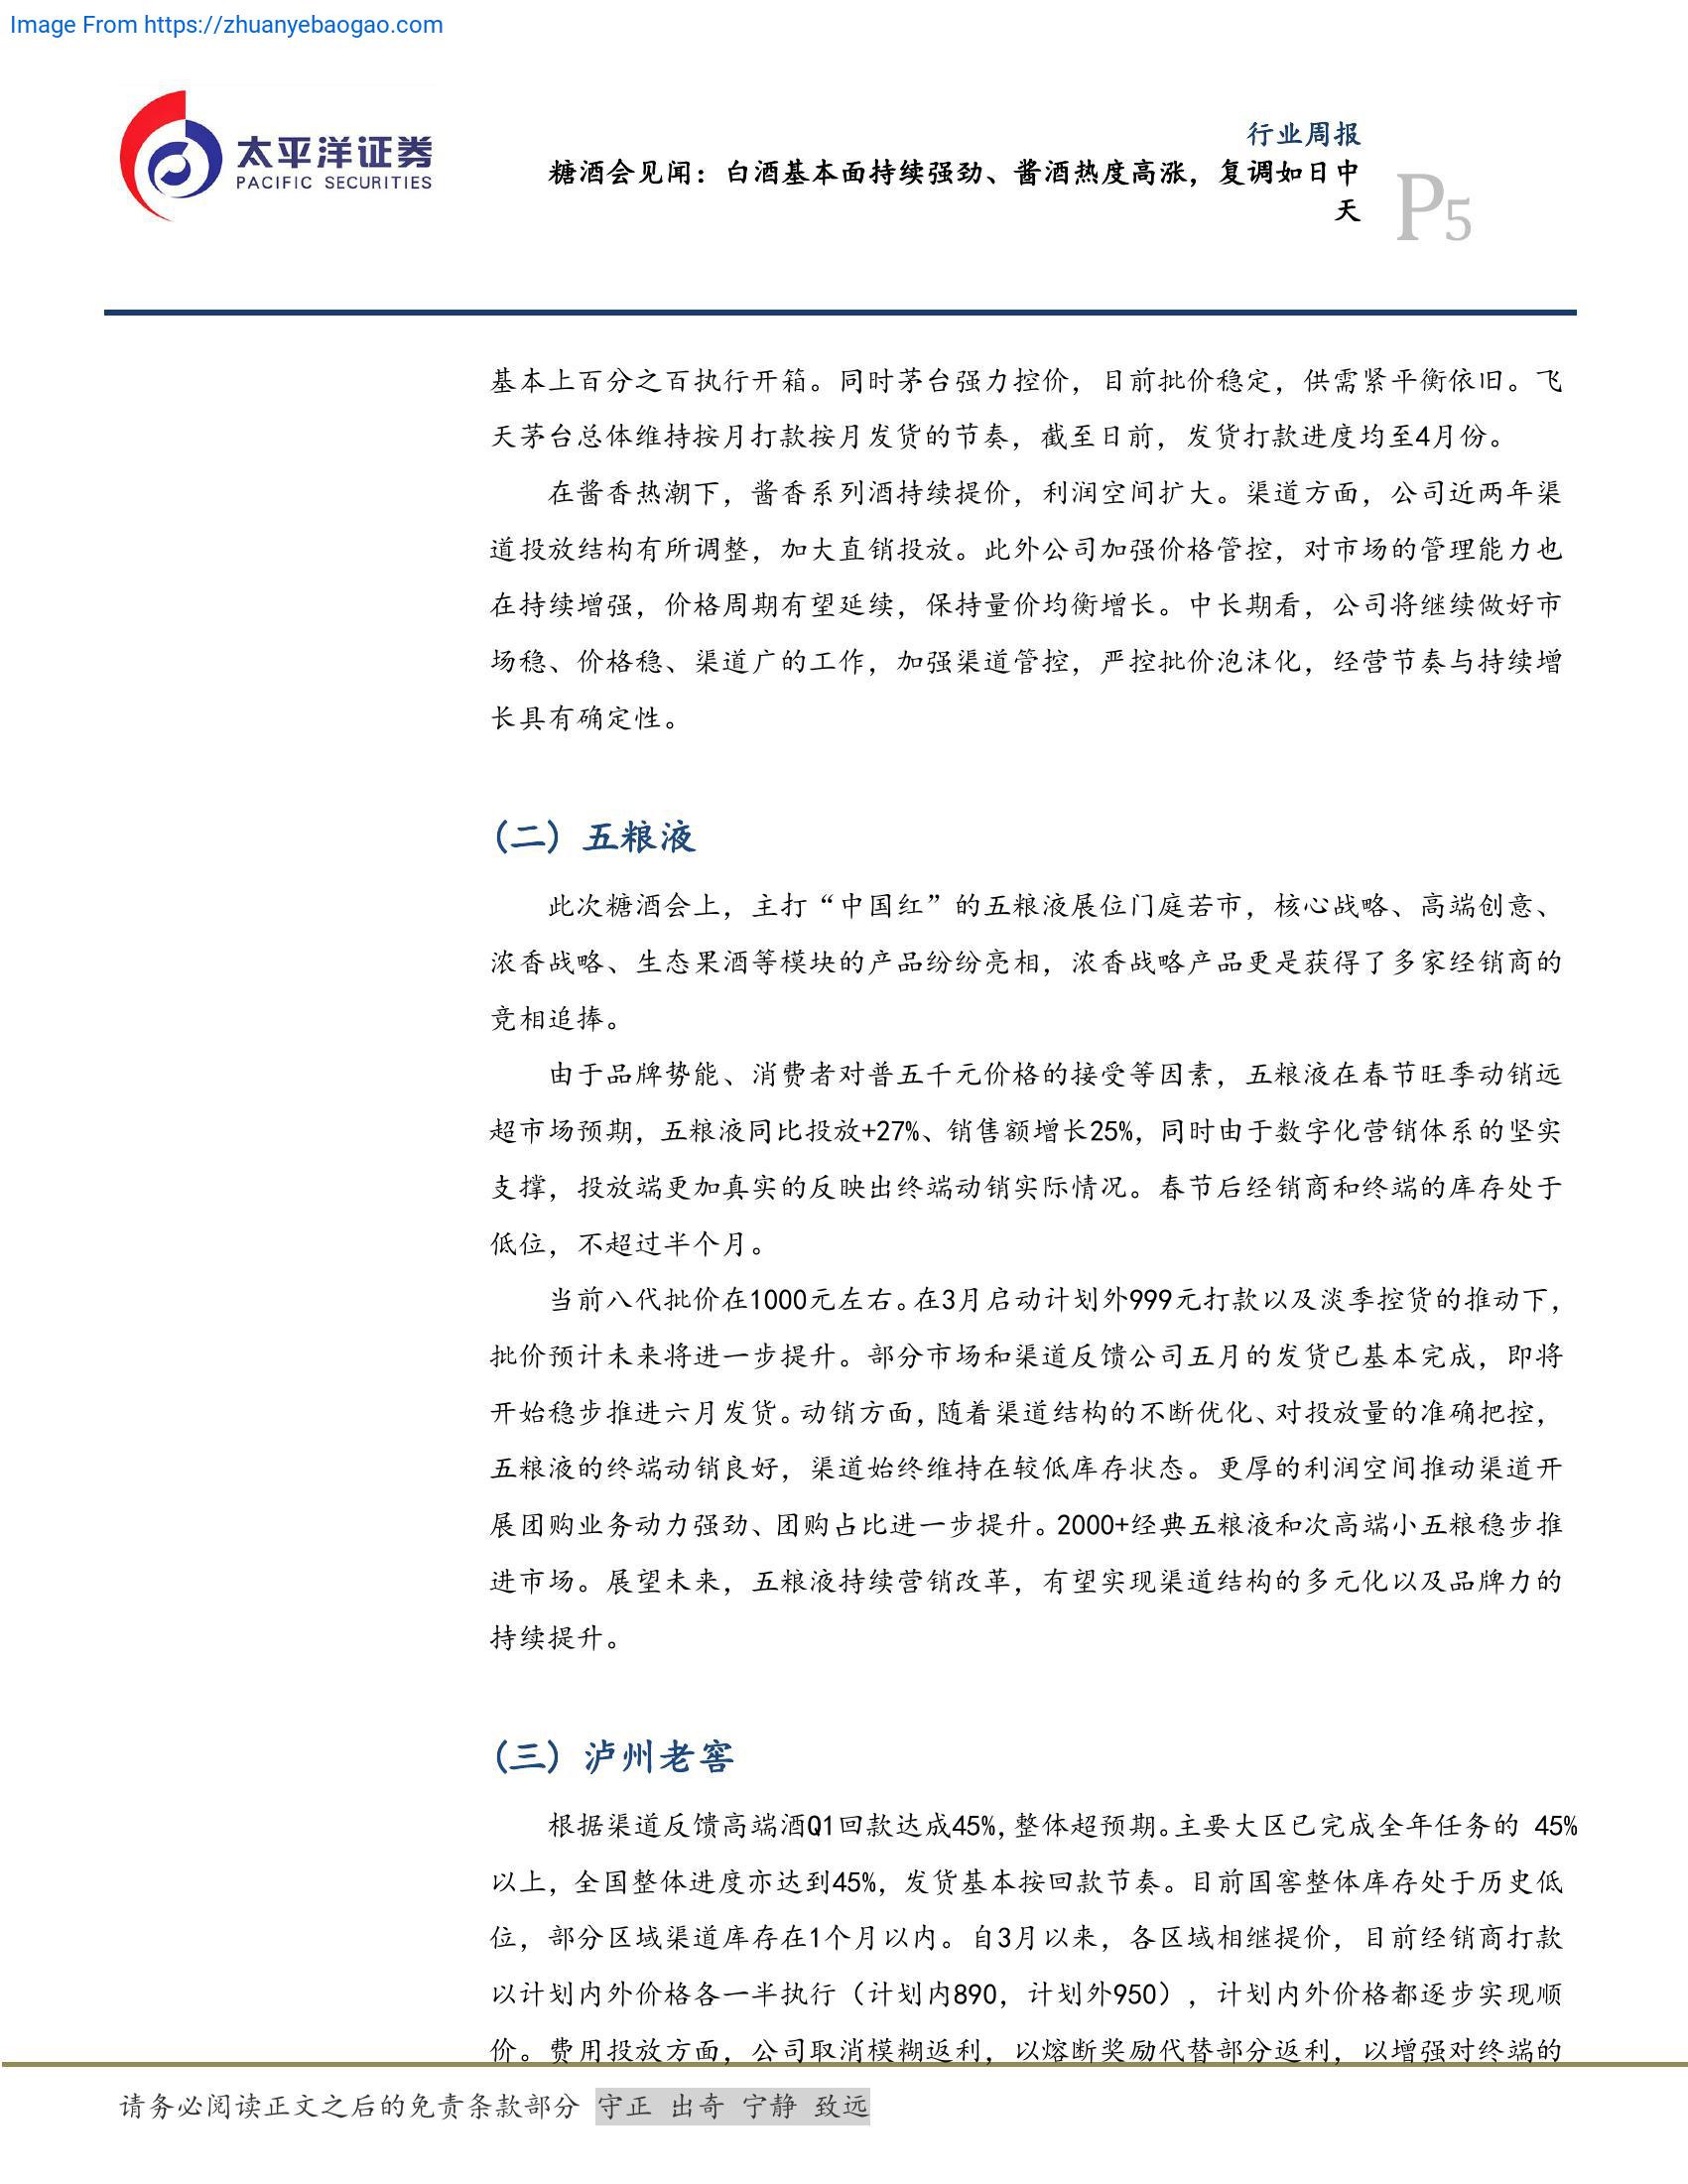 Image From https://zhuanyebaogao.com
太平洋证券
PACIFIC SECURITIES
行业周报
糖酒会见闻：白酒基本面持续强劲、酱酒热度高涨，复调如日中
天
P5
基本上百分之百执行开箱。同时茅台强力控价，目前批价稳定，供需紧平衡依旧。飞
天茅台总体维持按月打款按月发货的节奏，截至日前，发货打款进度均至4月份。
在酱香热潮下，酱香系列酒持续提价，利润空间扩大。渠道方面，公司近两年渠
道投放结构有所调整，加大直销投放。此外公司加强价格管控，对市场的管理能力也
在持续增强，价格周期有望延续，保持量价均衡增长。中长期看，公司将继续做好市
场稳、价格稳、渠道广的工作，加强渠道管控，严控批价泡沫化，经营节奏与持续增
长具有确定性。
(二) 五粮液
此次糖酒会上，主打“中国红”的五粮液展位门庭若市，核心战略、高端创意、
浓香战略、生态果酒等模块的产品纷纷亮相，浓香战略产品更是获得了多家经销商的
竞相追捧。
由于品牌势能、消费者对普五千元价格的接受等因素，五粮液在春节旺季动销远
超市场预期，五粮液同比投放+27%、销售额增长25%，同时由于数字化营销体系的坚实
支撑，投放端更加真实的反映出终端动销实际情况。春节后经销商和终端的库存处于
低位，不超过半个月。
当前八代批价在1000元左右。在3月启动计划外999元打款以及淡季控货的推动下，
批价预计未来将进一步提升。部分市场和渠道反馈公司五月的发货已基本完成，即将
开始稳步推进六月发货。动销方面，随着渠道结构的不断优化、对投放量的准确把控，
五粮液的终端动销良好，渠道始终维持在较低库存状态。更厚的利润空间推动渠道开
展团购业务动力强劲、团购占比进一步提升。2000+经典五粮液和次高端小五粮稳步推
进市场。展望未来，五粮液持续营销改革，有望实现渠道结构的多元化以及品牌力的
持续提升。
(三) 泸州老窖
根据渠道反馈高端酒Q1回款达成45%，整体超预期。主要大区已完成全年任务的 45%
以上，全国整体进度亦达到45%，发货基本按回款节奏。目前国窖整体库存处于历史低
位，部分区域渠道库存在1个月以内。自3月以来，各区域相继提价，目前经销商打款
以计划内外价格各一半执行（计划内890，计划外950），计划内外价格都逐步实现顺
价。费用投放方面，公司取消模糊返利，以熔断奖励代替部分返利，以增强对终端的
请务必阅读正文之后的免责条款部分 守正 出奇 宁静 致远